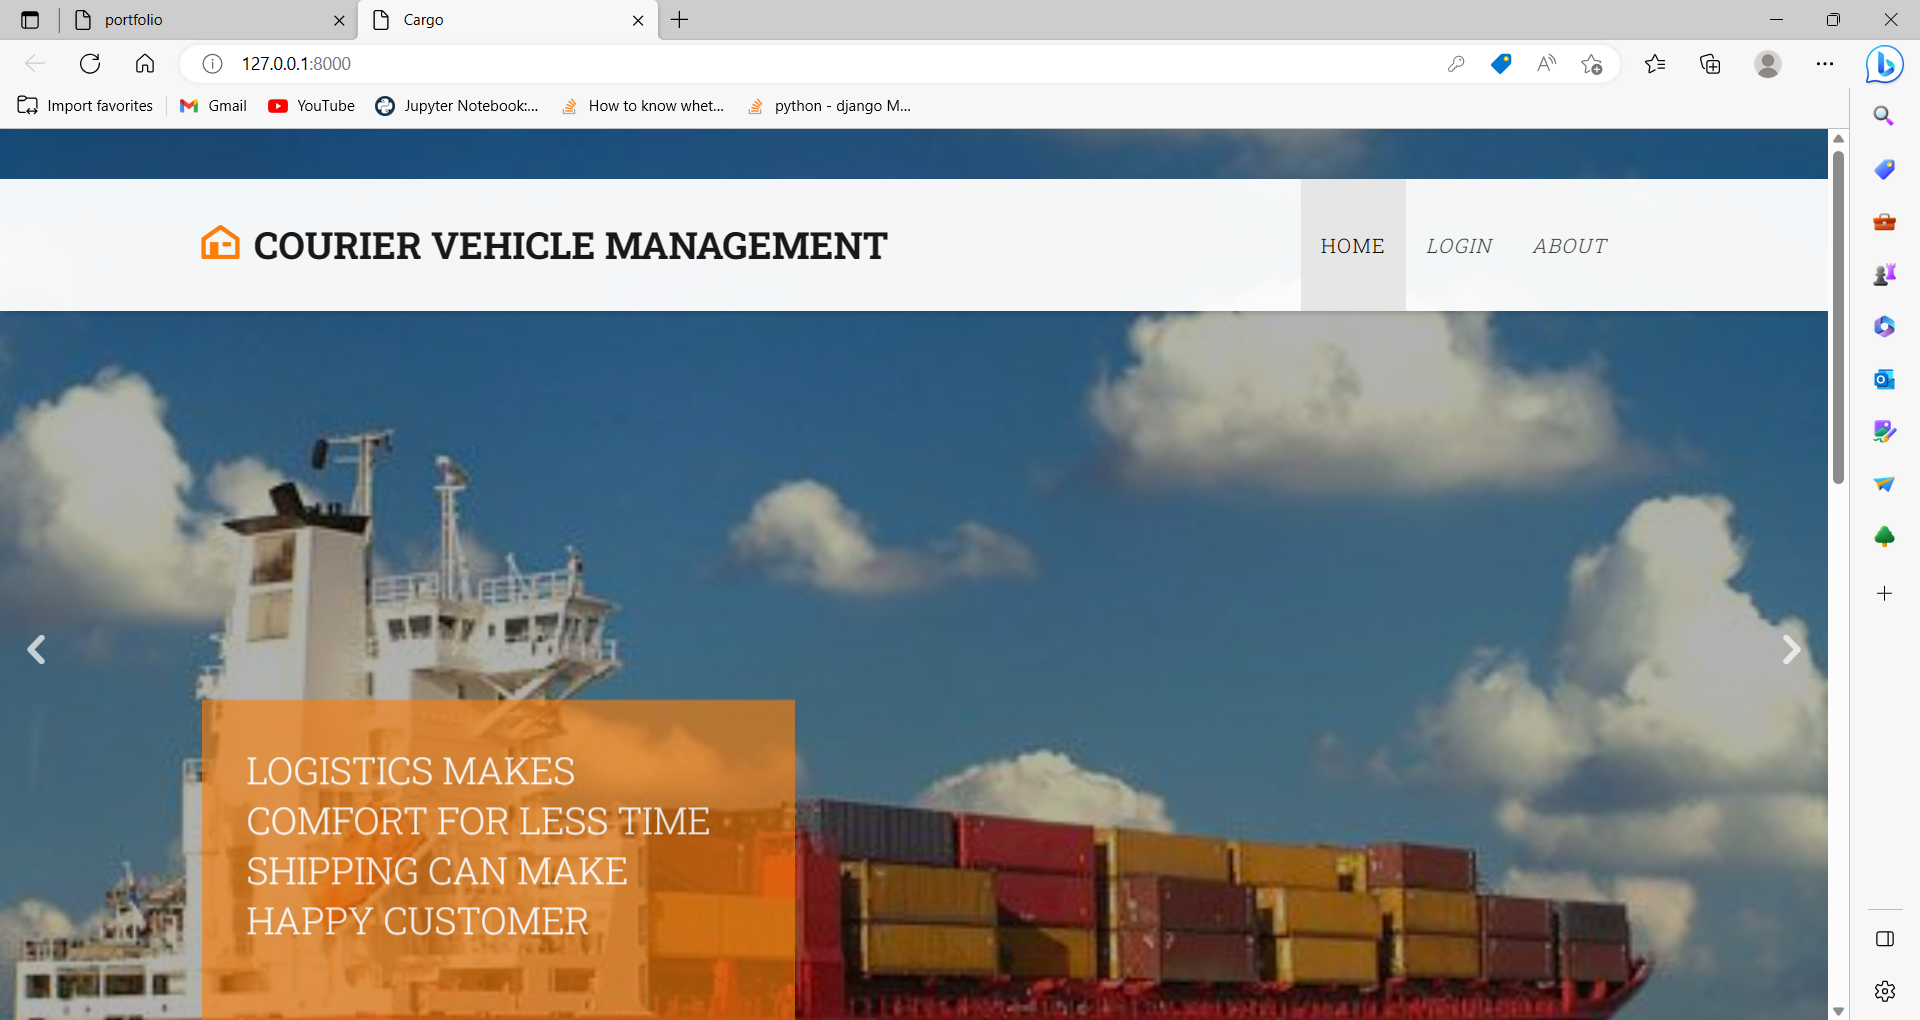 portfolio
Cargo
127.0.0.1:8000
Import favorites
Gmail
YouTube
Jupyter Notebook:...
How to know whet...
python - django M...
COURIER VEHICLE MANAGEMENT
HOME
LOGIN
ABOUT
LOGISTICS MAKES
COMFORT FOR LESS TIME
SHIPPING CAN MAKE
HAPPY CUSTOMER